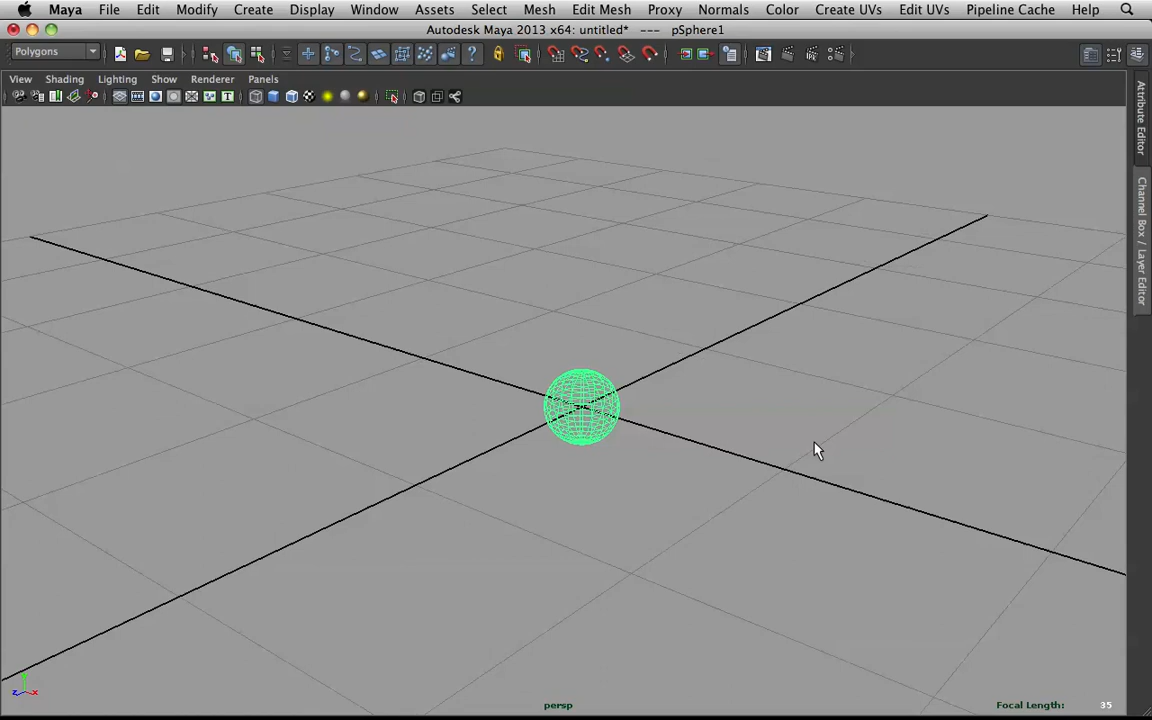 Maya File Edit Modify Create Display Window Assets Select Mesh Edit Mesh Proxy Normals Color Create UVs Edit UVs Pipeline Cache Help
Autodesk Maya 2013 x64: untitled* --- pSphere1
Polygons
View Shading Lighting Show Renderer Panels
Attribute Editor
Channel Box / Layer Editor
persp
Focal Length: 35
z x